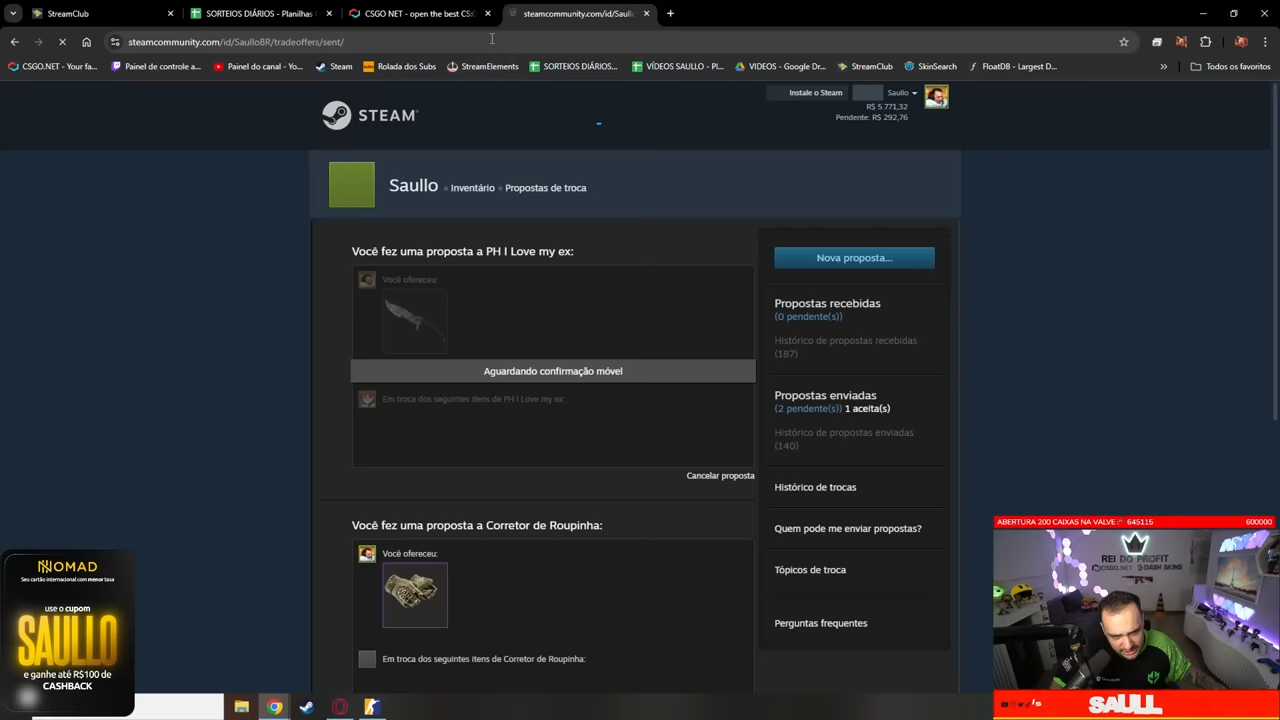 StreamClub
SORTEIOS DIÁRIOS - Planilhas
CSGO NET - open the best CS:
steamcommunity.com/id/Saull
steamcommunity.com/id/SaulloBR/tradeoffers/sent/
CSGO.NET - Your fa...
Painel de controle a...
Painel do canal - Yo...
Steam
Rolada dos Subs
StreamElements
SORTEIOS DIÁRIOS...
VÍDEOS SAULLO - Pl...
VIDEOS - Google Dr...
StreamClub
SkinSearch
FloatDB - Largest D...
Todos os favoritos
STEAM
Instale o Steam
Saullo
R$ 5.771,32
Pendente: R$ 292,76
Saullo » Inventário » Propostas de troca
Você fez uma proposta a PH I Love my ex:
Você ofereceu:
Aguardando confirmação móvel
Em troca dos seguintes itens de PH I Love my ex:
Cancelar proposta
Você fez uma proposta a Corretor de Roupinha:
Você ofereceu:
Em troca dos seguintes itens de Corretor de Roupinha:
Nova proposta...
Propostas recebidas
(0 pendente(s))
Histórico de propostas recebidas
(187)
Propostas enviadas
(2 pendente(s)) 1 aceita(s)
Histórico de propostas enviadas
(140)
Histórico de trocas
Quem pode me enviar propostas?
Tópicos de troca
Perguntas frequentes
NOMAD
Seu cartão internacional com menor taxa
use o cupom
SAULLO
e ganhe até R$100 de
CASHBACK
ABERTURA 200 CAIXAS NA VALVE
645115
600000
REI DO PROFIT
CSGO.NET
DASH SKINS
SAULL